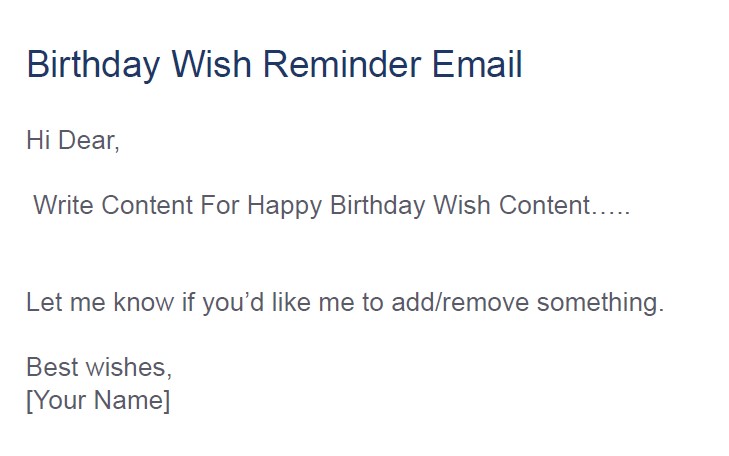 Birthday Wish Reminder Email
Hi Dear,
Write Content For Happy Birthday Wish Content…..
Let me know if you’d like me to add/remove something.
Best wishes,
[Your Name]